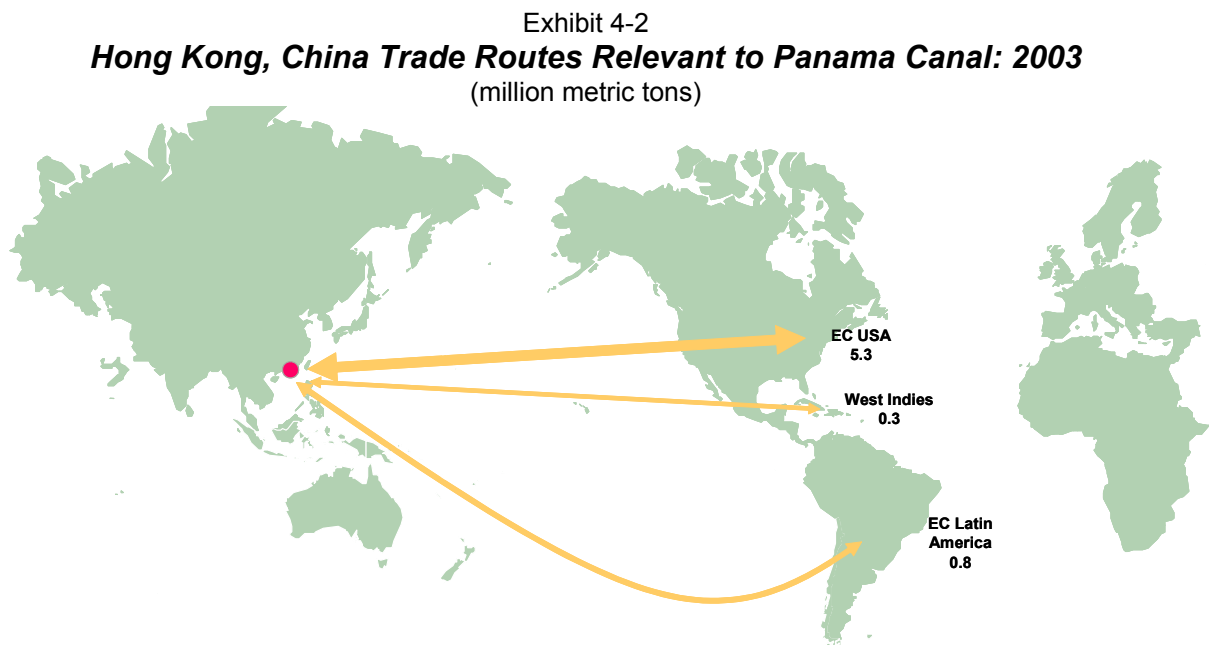 Exhibit 4-2
Hong Kong, China Trade Routes Relevant to Panama Canal: 2003
(million metric tons)
EC USA
5.3
West Indies
0.3
EC Latin
America
0.8